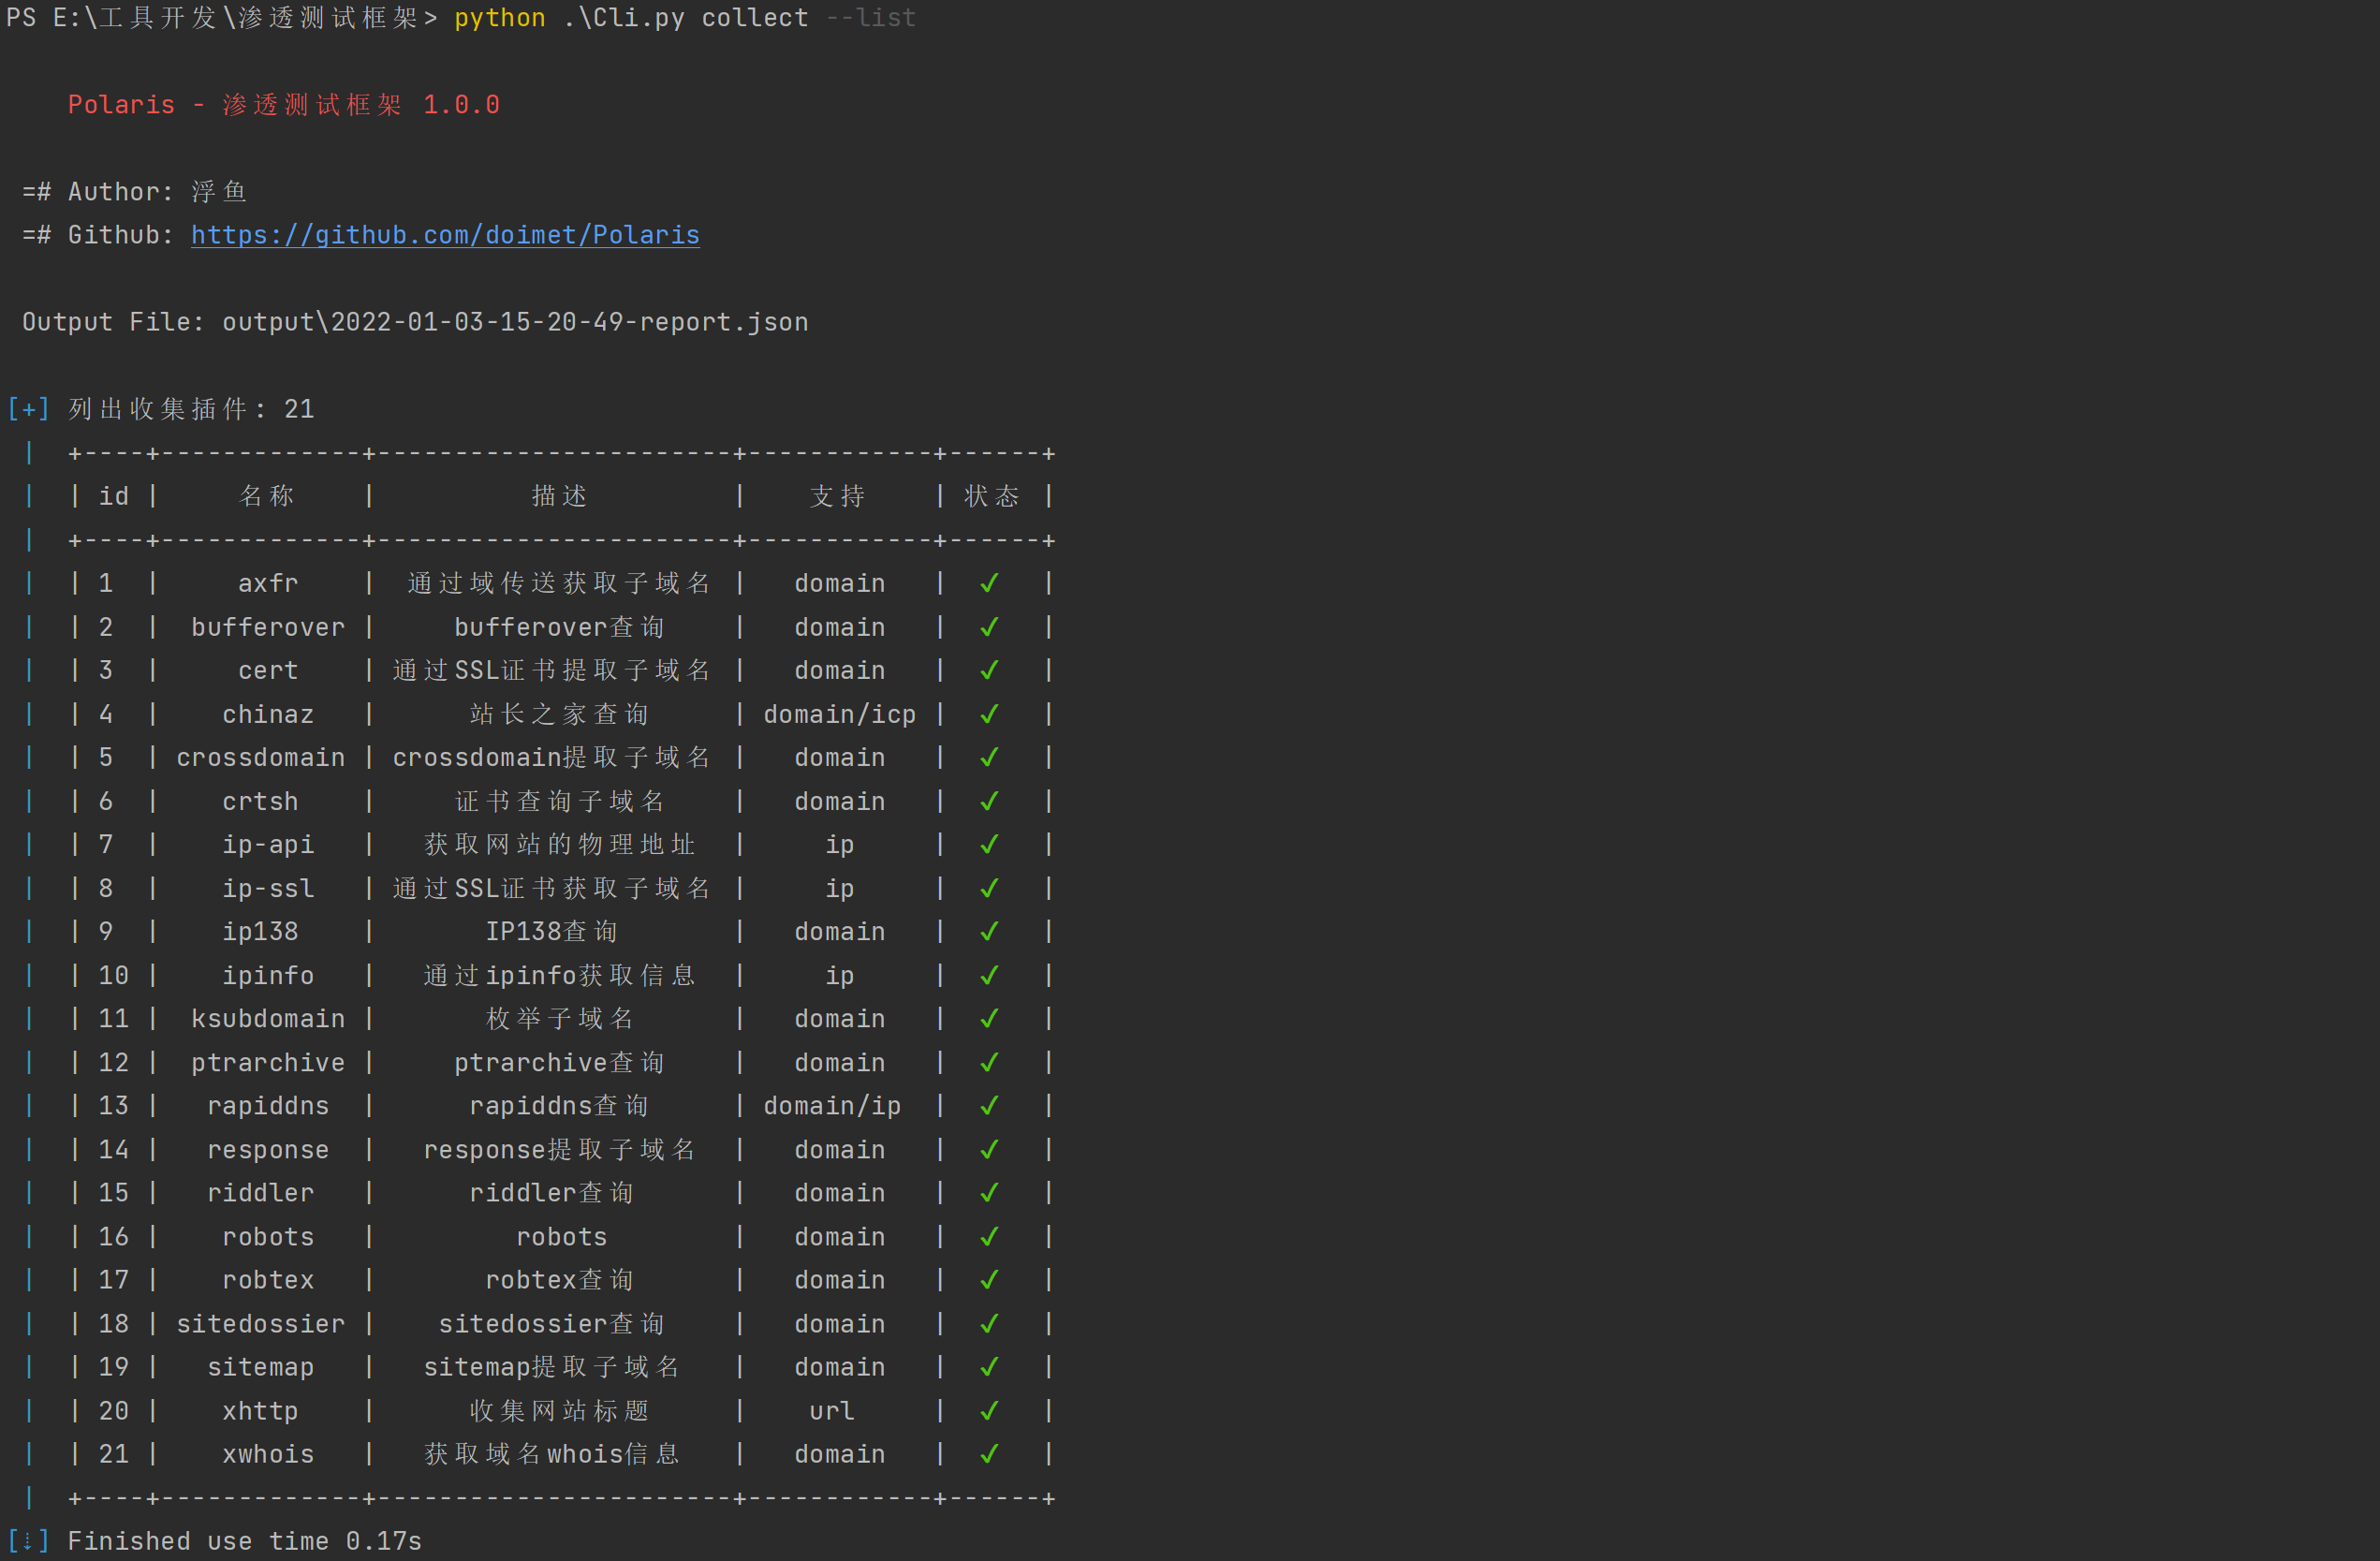 PS E:\工具开发\渗透测试框架> python .\Cli.py collect --list
Polaris - 渗透测试框架 1.0.0
=# Author: 浮鱼
=# Github: https://github.com/doimet/Polaris
Output File: output\2022-01-03-15-20-49-report.json
[+] 列出收集插件: 21
| +----+-------------+-----------------------+------------+------+
| | id | 名称 | 描述 | 支持 | 状态 |
| +----+-------------+-----------------------+------------+------+
| | 1 | axfr | 通过域传送获取子域名 | domain | ✓ |
| | 2 | bufferover | bufferover查询 | domain | ✓ |
| | 3 | cert | 通过SSL证书提取子域名 | domain | ✓ |
| | 4 | chinaz | 站长之家查询 | domain/icp | ✓ |
| | 5 | crossdomain | crossdomain提取子域名 | domain | ✓ |
| | 6 | crtsh | 证书查询子域名 | domain | ✓ |
| | 7 | ip-api | 获取网站的物理地址 | ip | ✓ |
| | 8 | ip-ssl | 通过SSL证书获取子域名 | ip | ✓ |
| | 9 | ip138 | IP138查询 | domain | ✓ |
| | 10 | ipinfo | 通过ipinfo获取信息 | ip | ✓ |
| | 11 | ksubdomain | 枚举子域名 | domain | ✓ |
| | 12 | ptrarchive | ptrarchive查询 | domain | ✓ |
| | 13 | rapiddns | rapiddns查询 | domain/ip | ✓ |
| | 14 | response | response提取子域名 | domain | ✓ |
| | 15 | riddler | riddler查询 | domain | ✓ |
| | 16 | robots | robots | domain | ✓ |
| | 17 | robtex | robtex查询 | domain | ✓ |
| | 18 | sitedossier | sitedossier查询 | domain | ✓ |
| | 19 | sitemap | sitemap提取子域名 | domain | ✓ |
| | 20 | xhttp | 收集网站标题 | url | ✓ |
| | 21 | xwhois | 获取域名whois信息 | domain | ✓ |
| +----+-------------+-----------------------+------------+------+
[⇣] Finished use time 0.17s